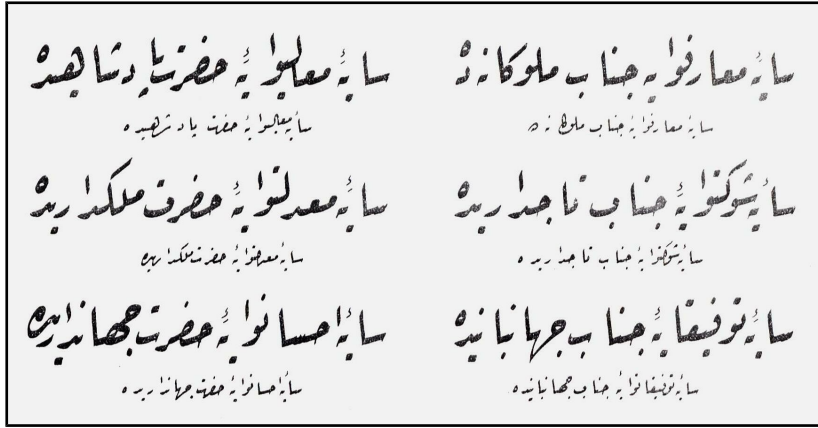 سایهٔ معارفوایهٔ جناب ملوکانه ده
سایهٔ معالیوایهٔ حضرت پادشاهیده
سایهٔ معارفوایهٔ جناب ملوکانه ده
سایهٔ معالیوایهٔ حضرت پادشاهیده
سایهٔ شوکتوایهٔ جناب تاجداریده
سایهٔ معدلتوایهٔ حضرت ملکداریده
سایهٔ شوکتوایهٔ جناب تاجداریده
سایهٔ معدلتوایهٔ حضرت ملکداریده
سایهٔ توفیقایهٔ جناب جهانبانیده
سایهٔ احسانوایهٔ حضرت جهانداریده
سایهٔ توفیقانوایهٔ جناب جهانبانیده
سایهٔ احسانوایهٔ حضرت جهانداریده